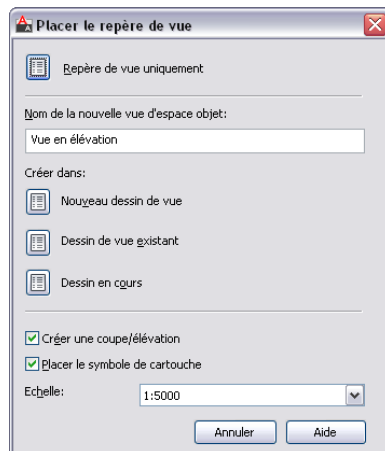 Placer le repère de vue
Repère de vue uniquement
Nom de la nouvelle vue d'espace objet:
Vue en élévation
Créer dans:
Nouveau dessin de vue
Dessin de vue existant
Dessin en cours
Créer une coupe/élévation
Placer le symbole de cartouche
Echelle:
1:5000
Annuler
Aide